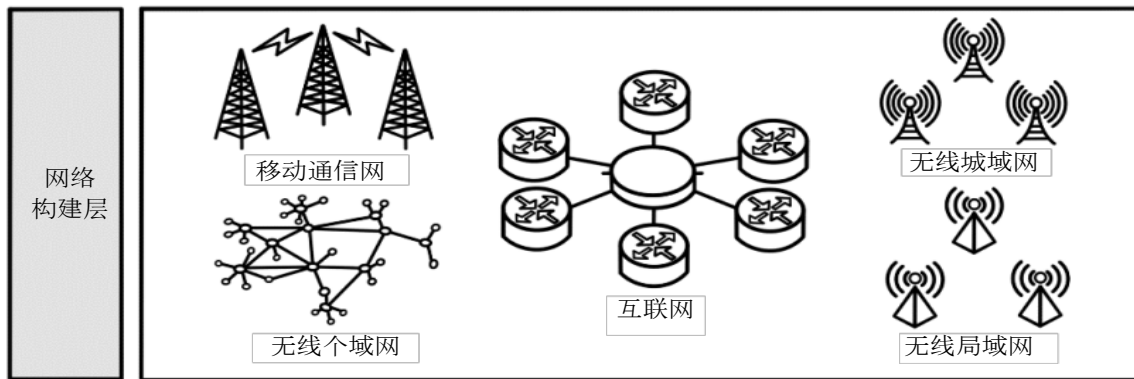 网络
构建层
移动通信网
无线个域网
互联网
无线城域网
无线局域网